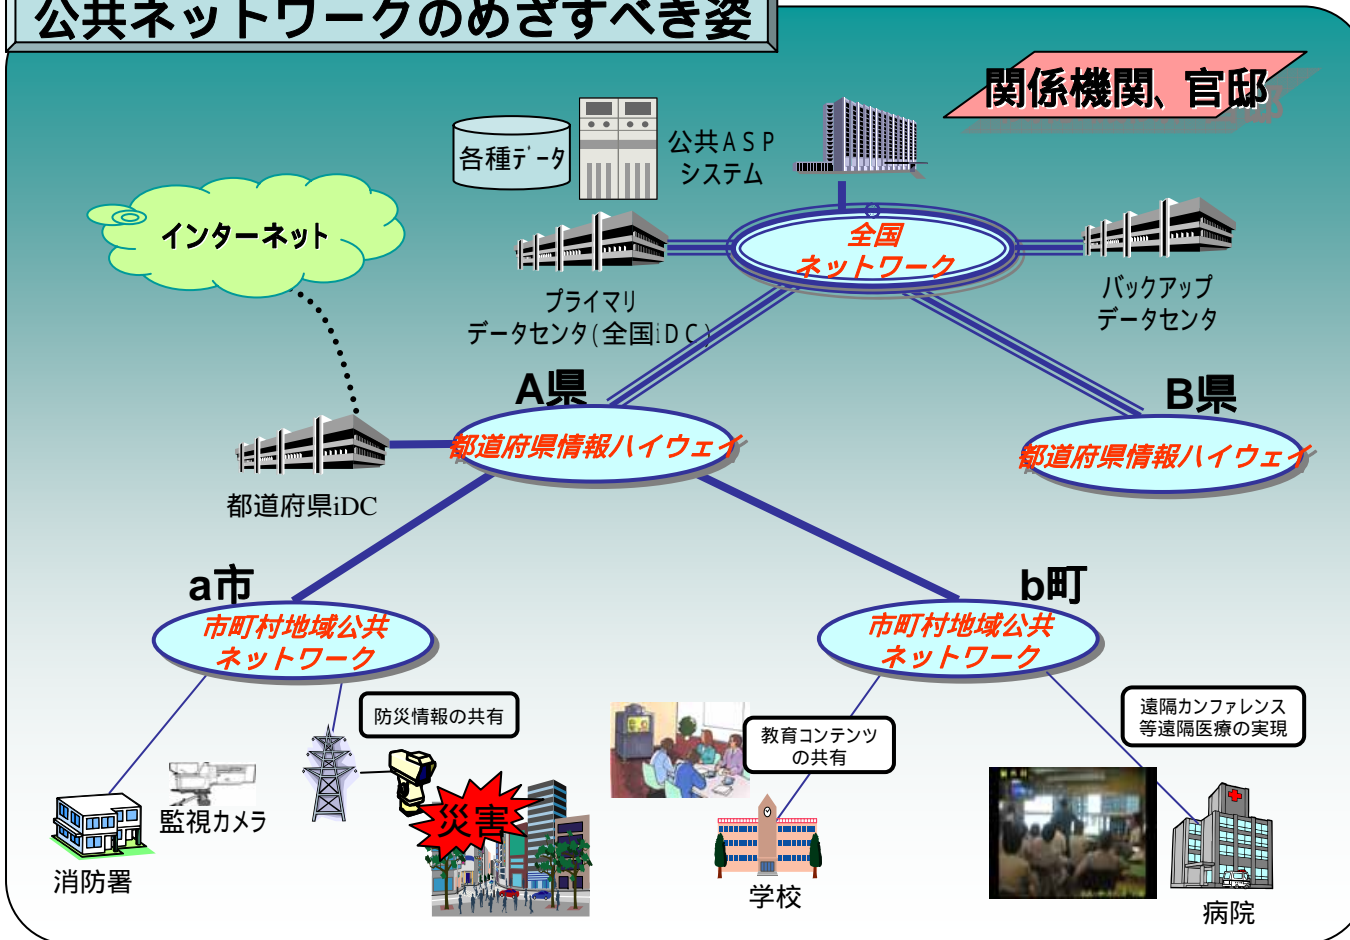 公共ネットワークのめざすべき姿
関係機関、官邸
各種データ
公共ASP
システム
インターネット
全国
ネットワーク
プライマリ
データセンタ(全国iDC)
バックアップ
データセンタ
A県
都道府県情報ハイウェイ
B県
都道府県情報ハイウェイ
都道府県iDC
a市
市町村地域公共
ネットワーク
b町
市町村地域公共
ネットワーク
防災情報の共有
教育コンテンツ
の共有
遠隔カンファレンス
等遠隔医療の実現
監視カメラ
災害
消防署
学校
病院